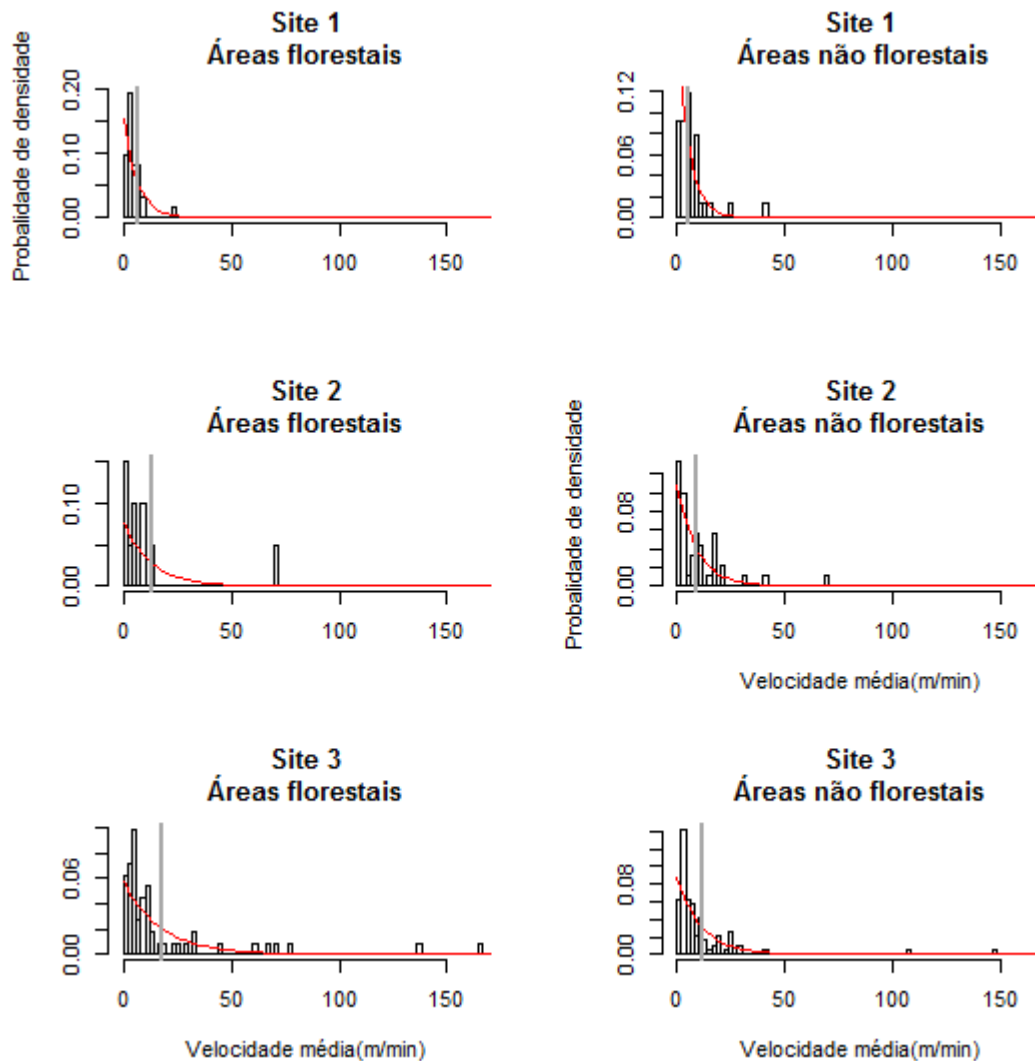 Site 1
Áreas florestais
Probalidade de densidade
0.00
0.10
0.20
0
50
100
150
Site 1
Áreas não florestais
0.00
0.06
0.12
0
50
100
150
Site 2
Áreas florestais
0.00
0.10
0
50
100
150
Site 2
Áreas não florestais
Probalidade de densidade
0.00
0.08
0
50
100
150
Velocidade média(m/min)
Site 3
Áreas florestais
0.00
0.06
0
50
100
150
Velocidade média(m/min)
Site 3
Áreas não florestais
0.00
0.08
0
50
100
150
Velocidade média(m/min)